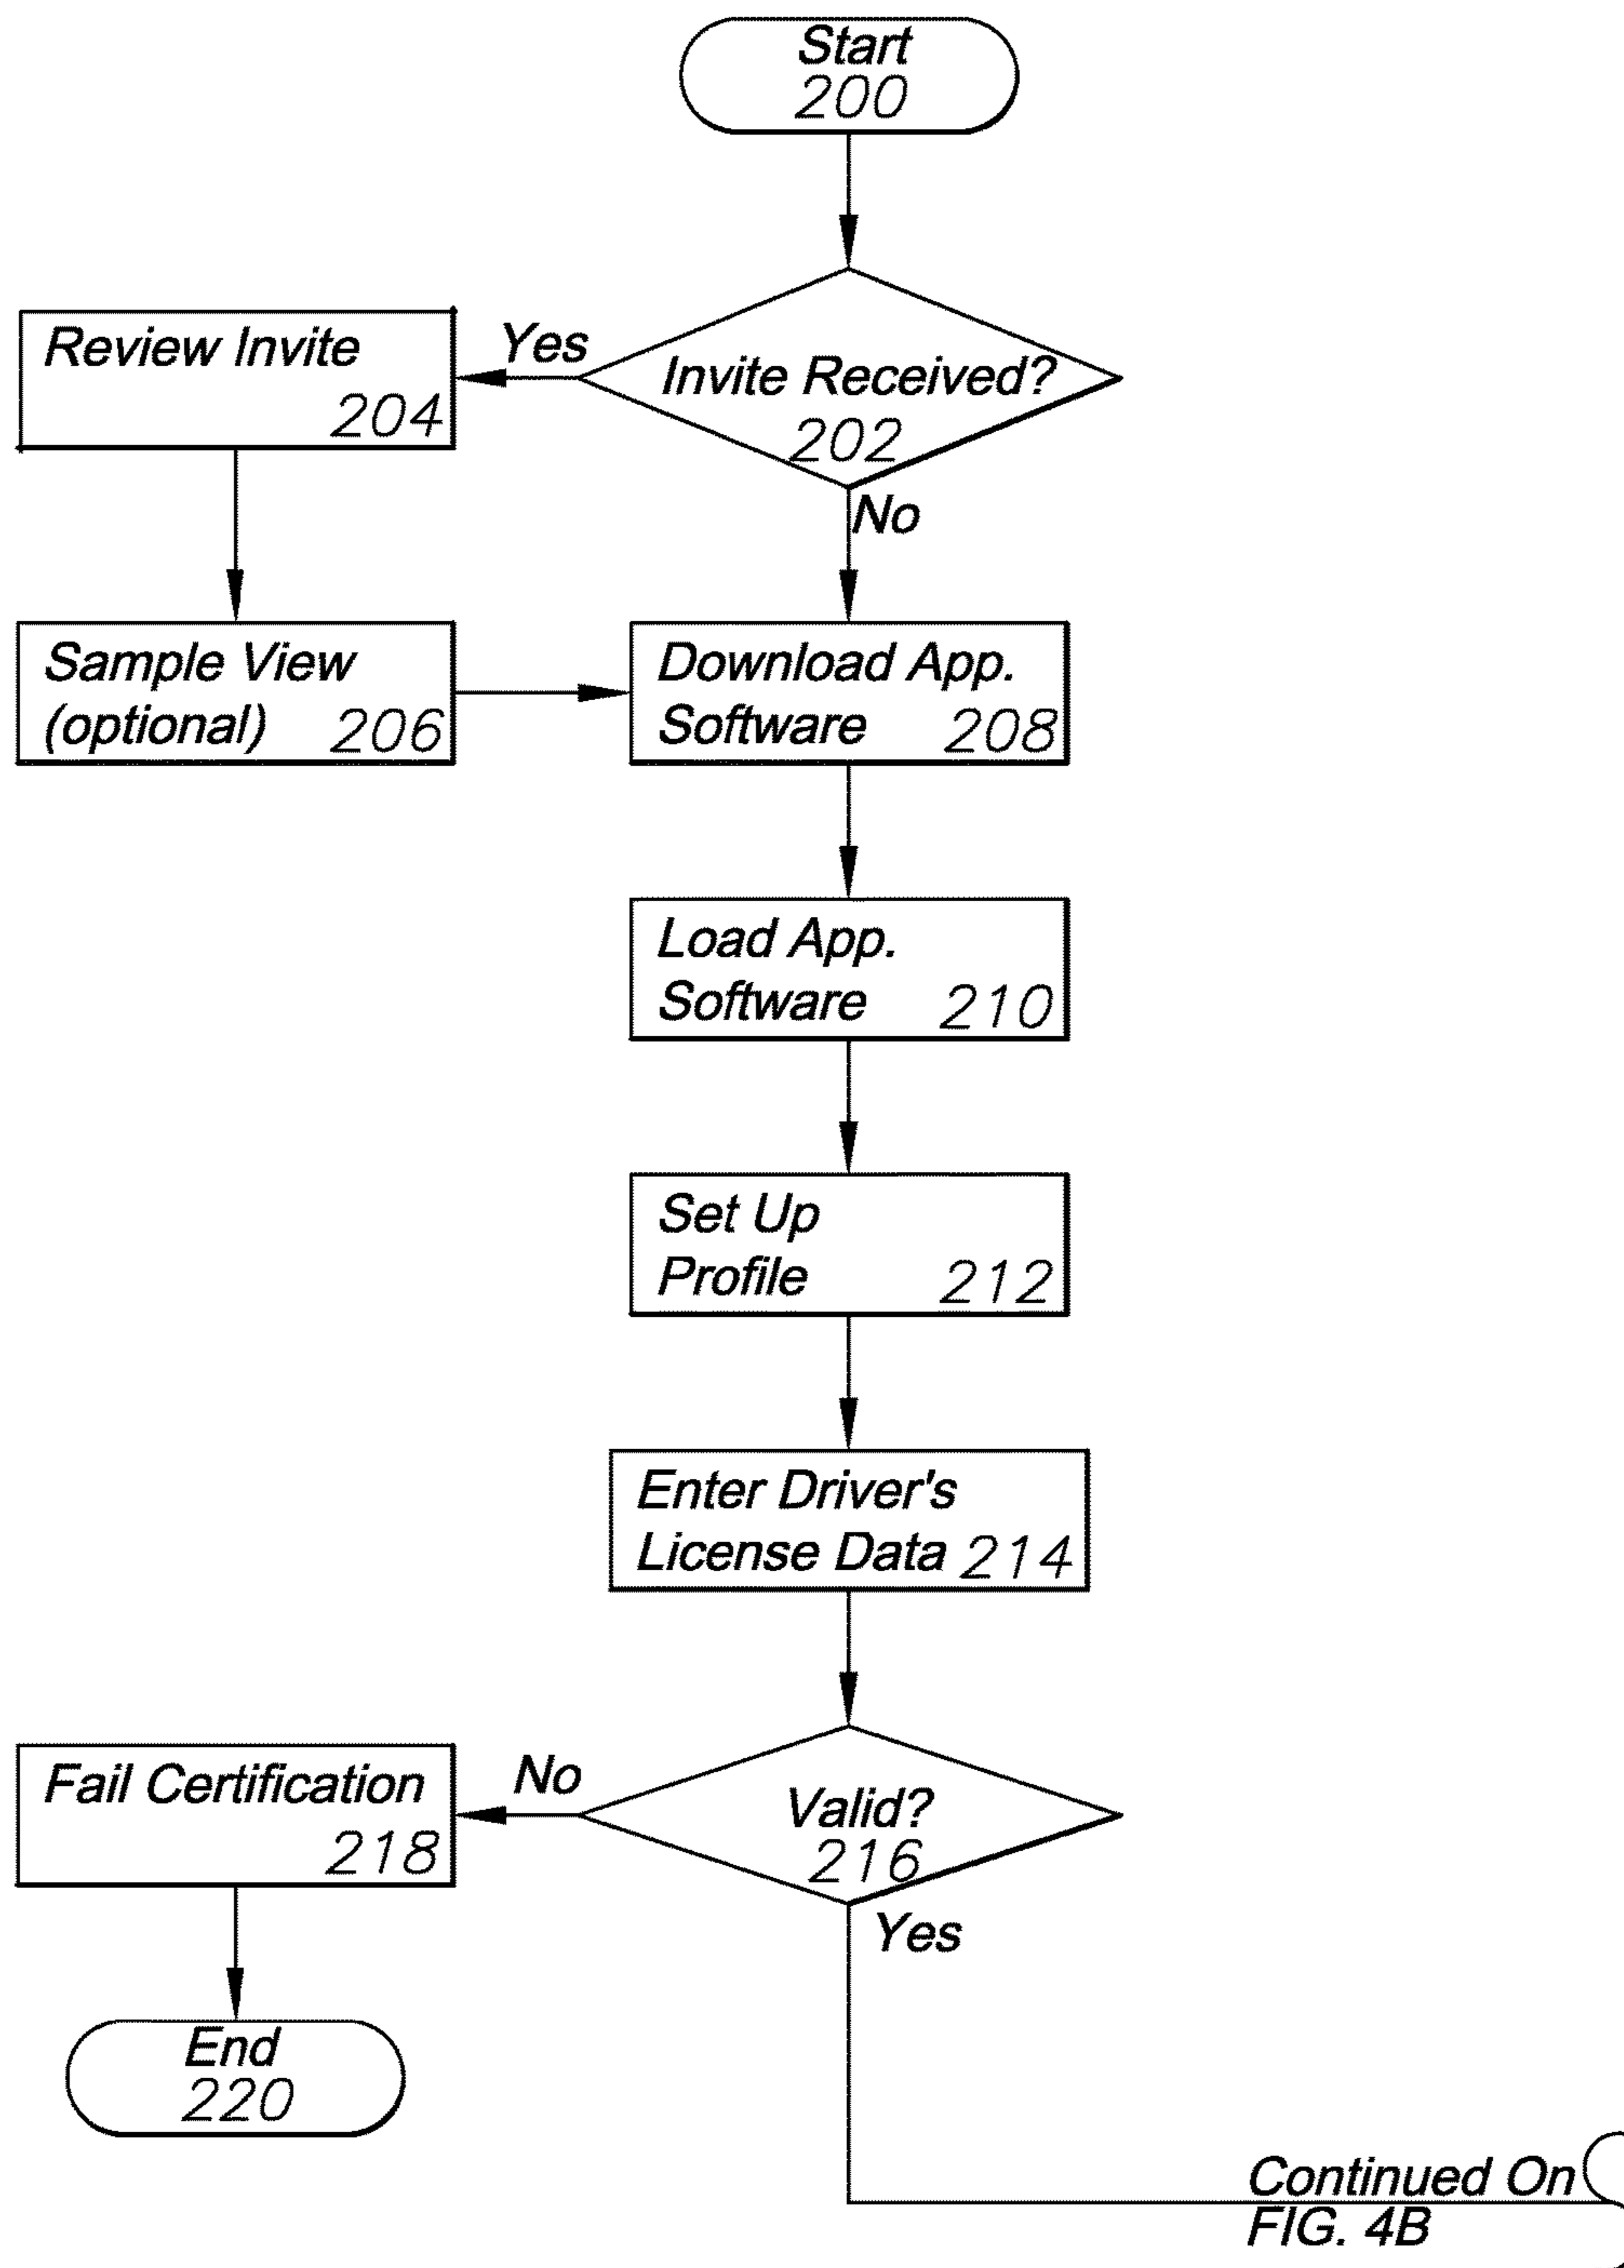 Start
200
Review Invite
204
Yes
Invite Received?
202
No
Sample View
(optional) 206
Download App.
Software 208
Load App.
Software 210
Set Up
Profile 212
Enter Driver's
License Data 214
Fail Certification
218
No
Valid?
216
Yes
End
220
Continued On
FIG. 4B